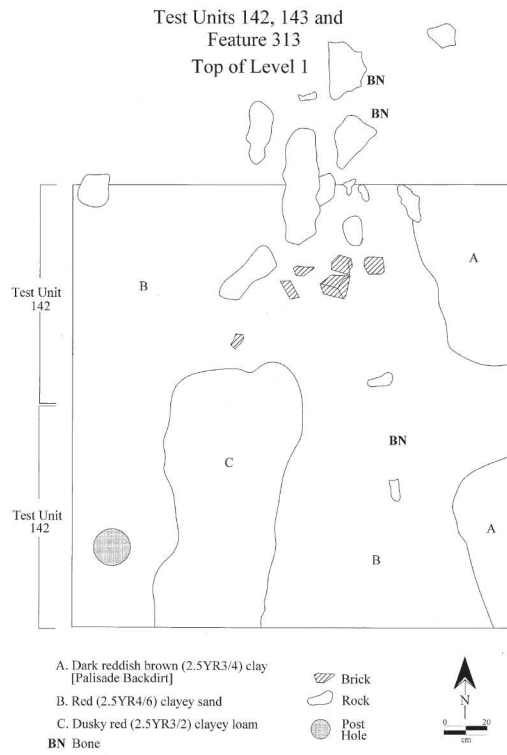 Test Units 142, 143 and
Feature 313
Top of Level 1
BN
BN
A
B
Test Unit
142
BN
C
Test Unit
142
A
B
A. Dark reddish brown (2.5YR3/4) clay
[Palisade Backdirt]
B. Red (2.5YR4/6) clayey sand
C. Dusky red (2.5YR3/2) clayey loam
BN Bone
Brick
Rock
Post
Hole
N
0 20
cm